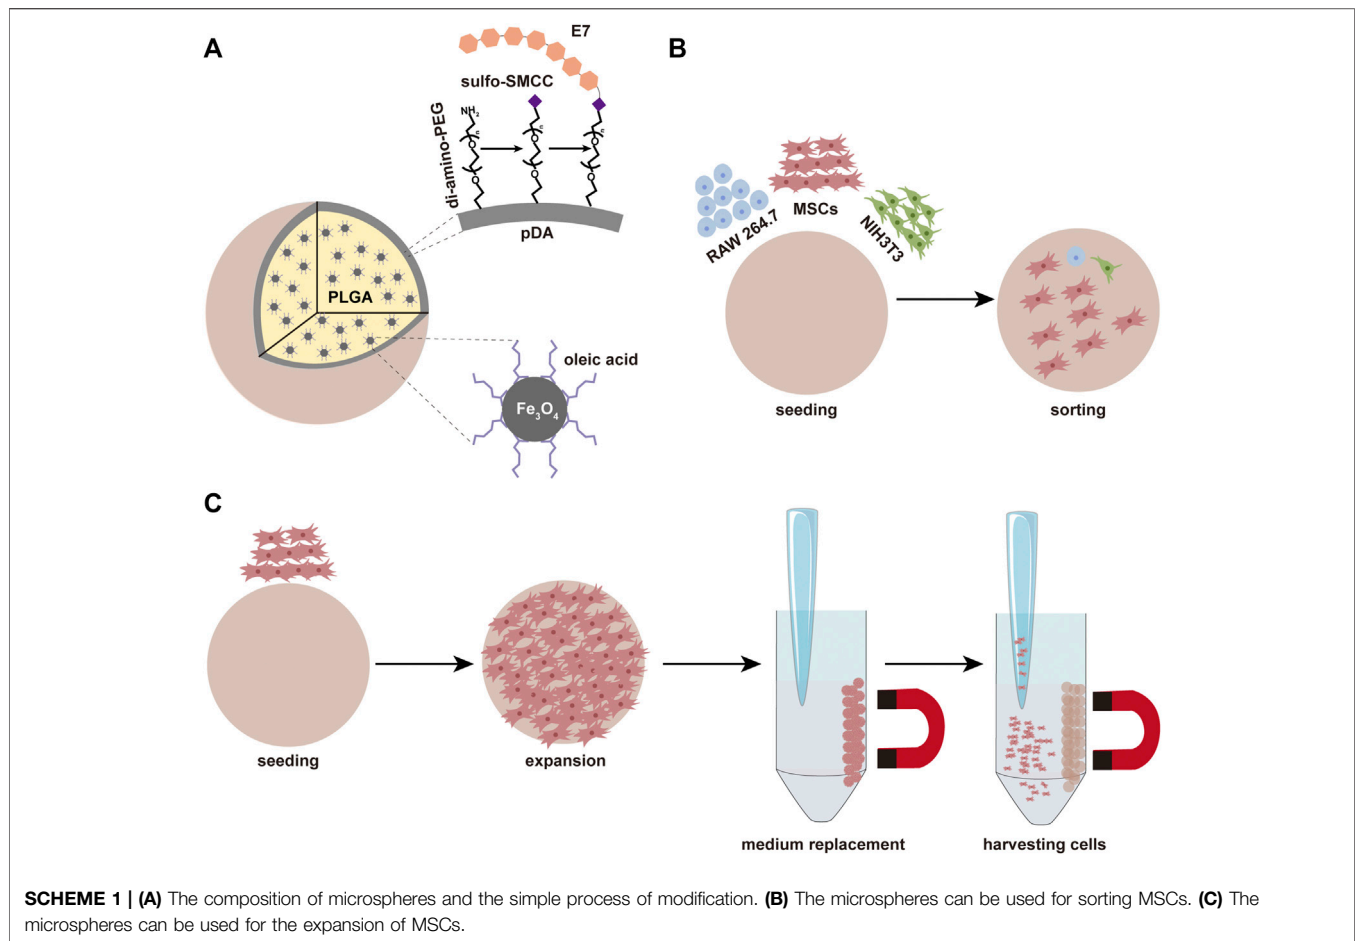 A
E7
sulfo-SMCC
di-amino-PEG
NH2
n
O
O
n
O
O
n
O
O
pDA
PLGA
oleic acid
Fe3O4
B
RAW 264.7
MSCs
NIH3T3
seeding
sorting
C
seeding
expansion
medium replacement
harvesting cells
SCHEME 1 | (A) The composition of microspheres and the simple process of modification. (B) The microspheres can be used for sorting MSCs. (C) The
microspheres can be used for the expansion of MSCs.